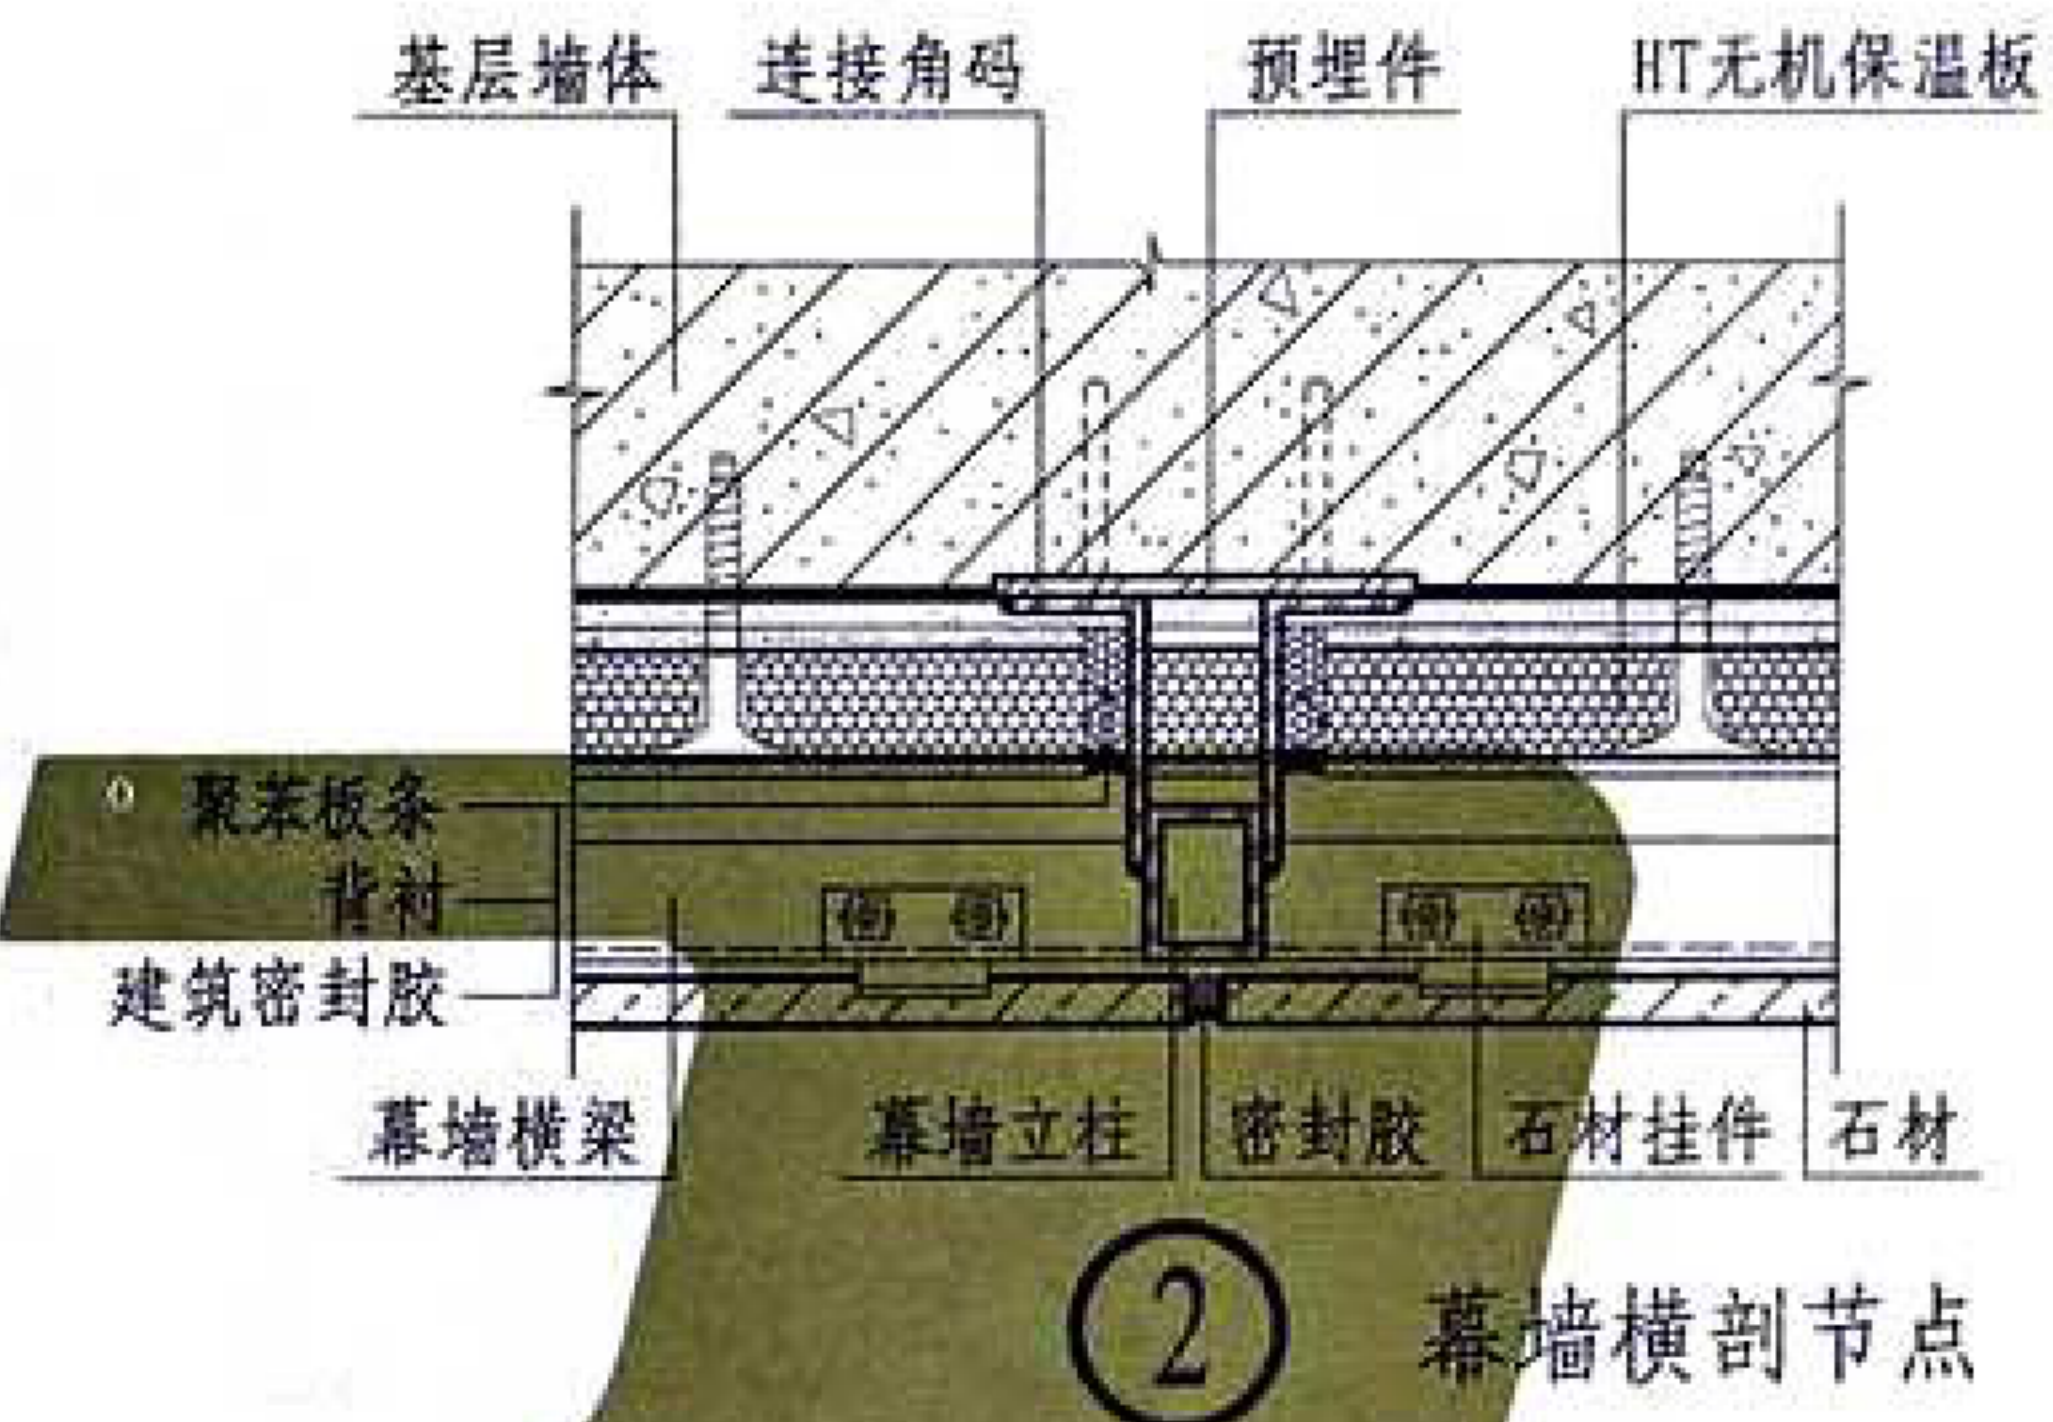 基层墙体
连接角码
预埋件
HT无机保温板
聚苯板条
背衬
建筑密封胶
幕墙横梁
幕墙立柱
密封胶
石材挂件
石材
2
幕墙横剖节点